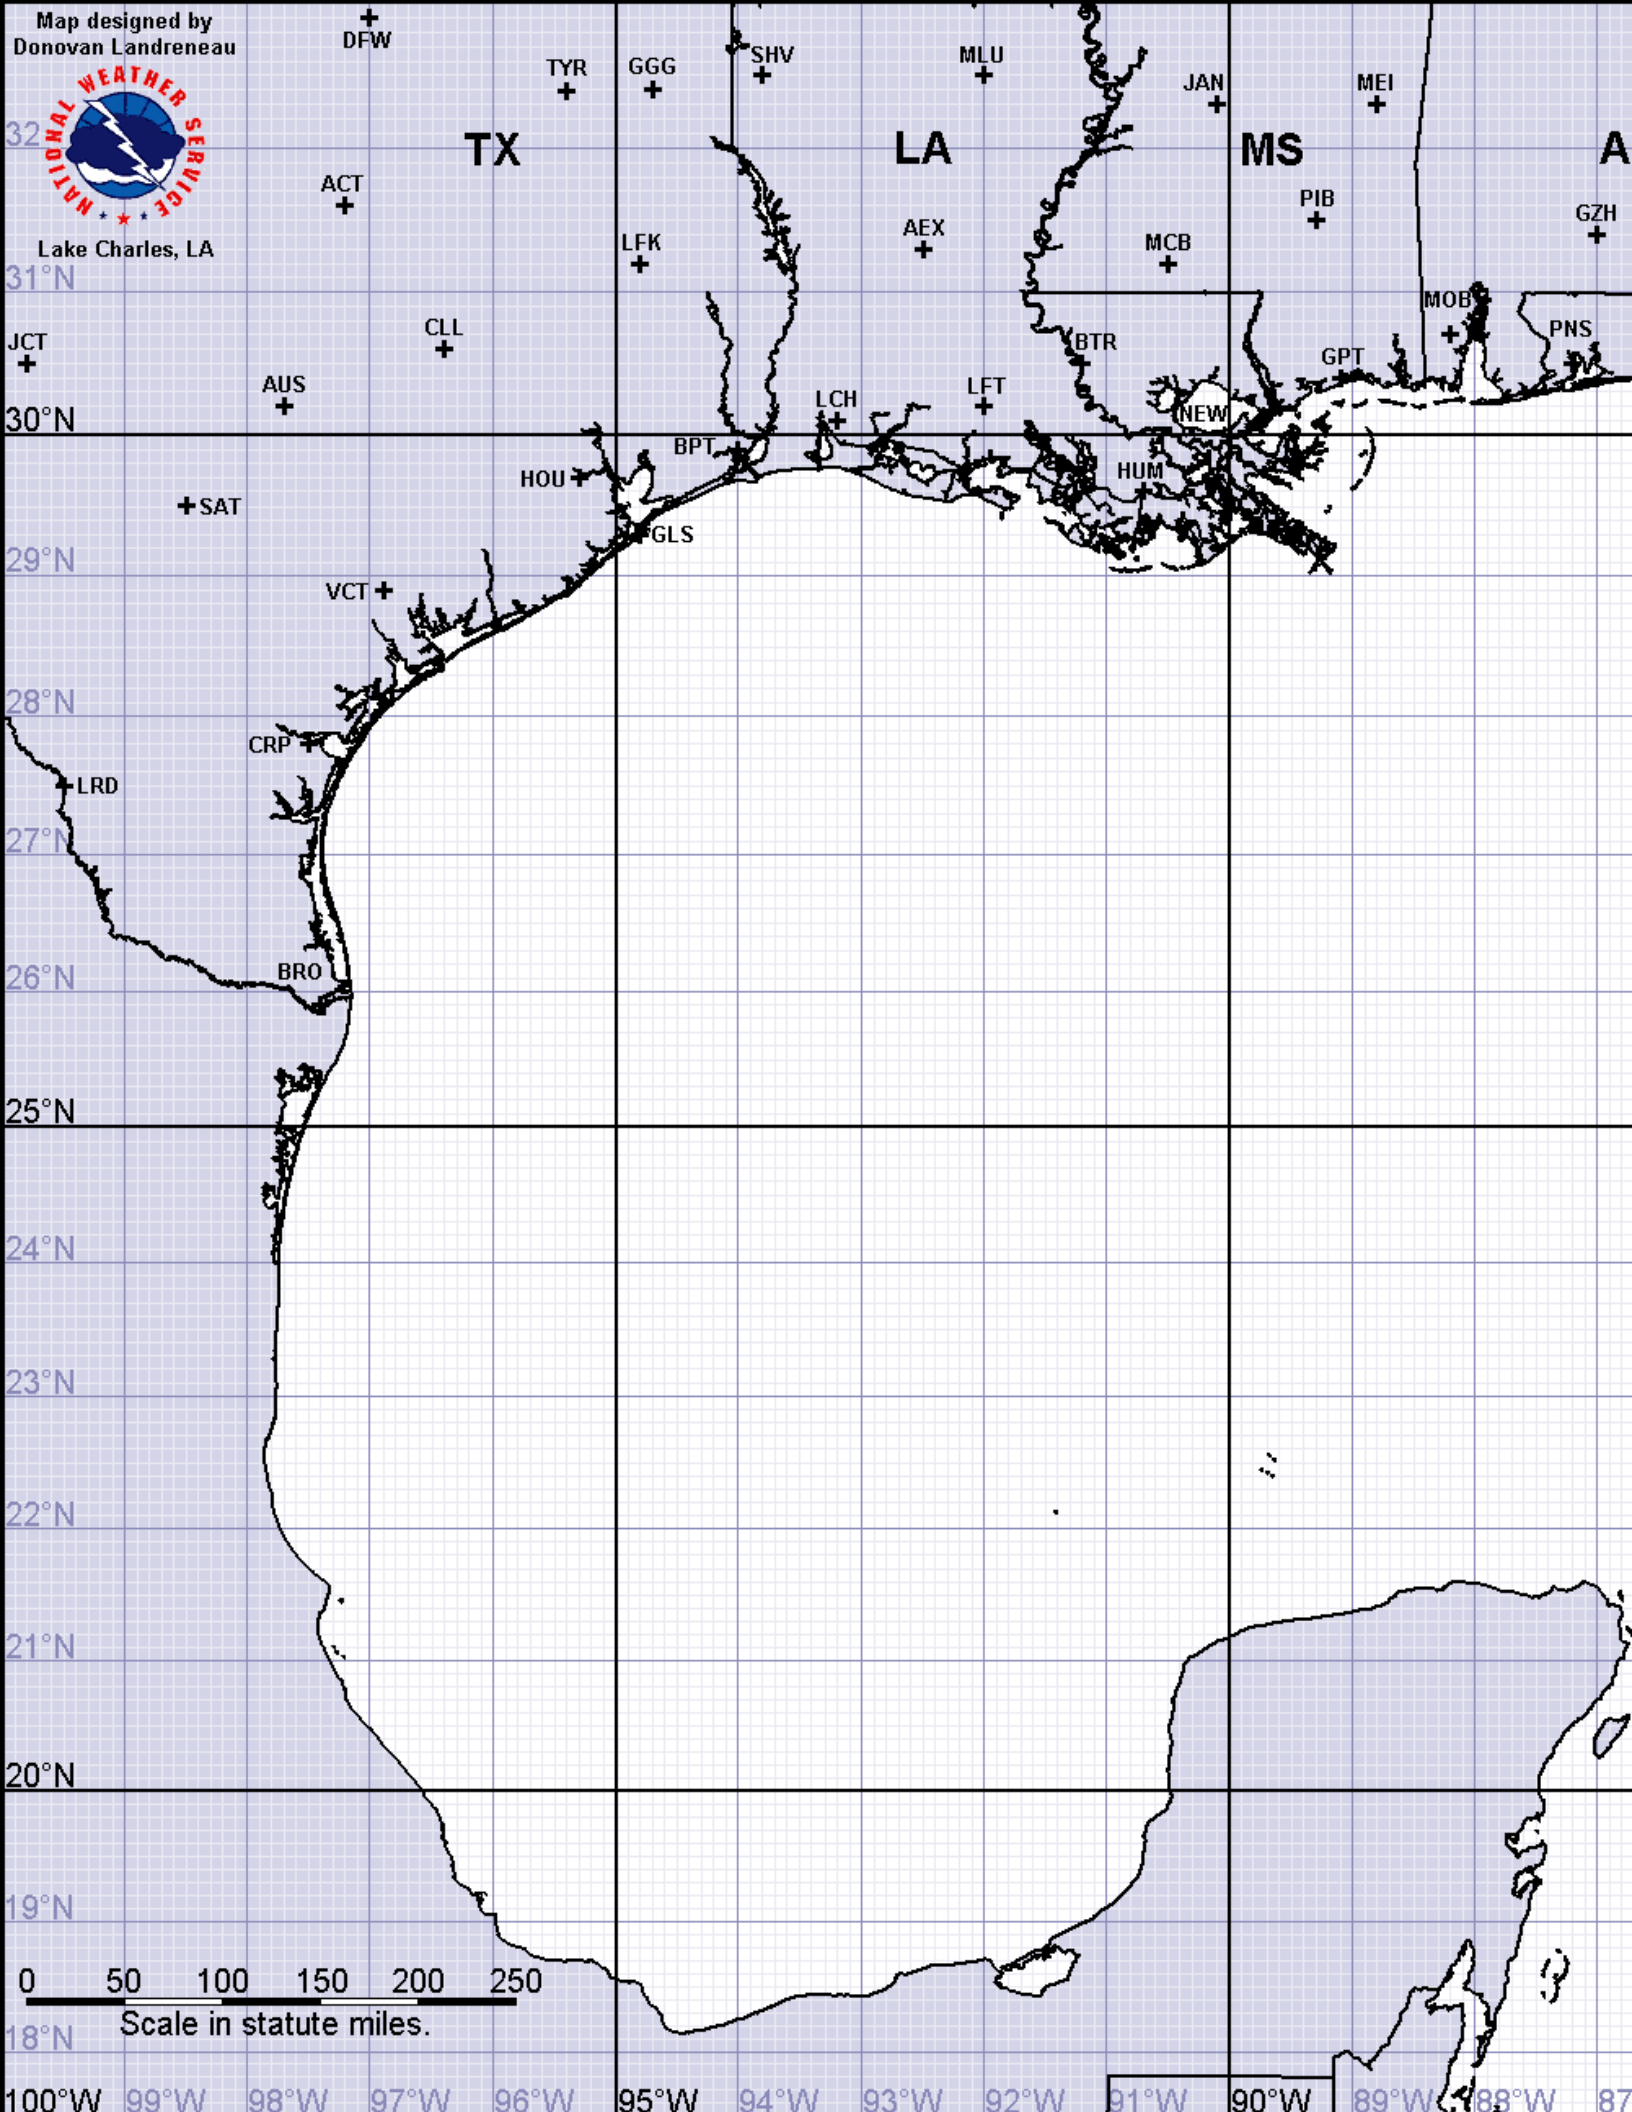 Map designed by
Donovan Landreneau
NATIONAL WEATHER SERVICE
Lake Charles, LA
DFW
TYR
GGG
SHV
MLU
JAN
MEI
32
TX
LA
MS
A
ACT
PIB
GZH
LFK
AEX
MCB
31°N
MOB
JCT
CLL
BTR
GPT
PNS
AUS
LCH
LFT
NEW
30°N
BPT
HOU
HUM
SAT
GLS
29°N
VCT
28°N
CRP
LRD
27°N
BRO
26°N
25°N
24°N
23°N
22°N
21°N
20°N
19°N
0 50 100 150 200 250
Scale in statute miles.
18°N
100°W 99°W 98°W 97°W 96°W 95°W 94°W 93°W 92°W 91°W 90°W 89°W 88°W 87